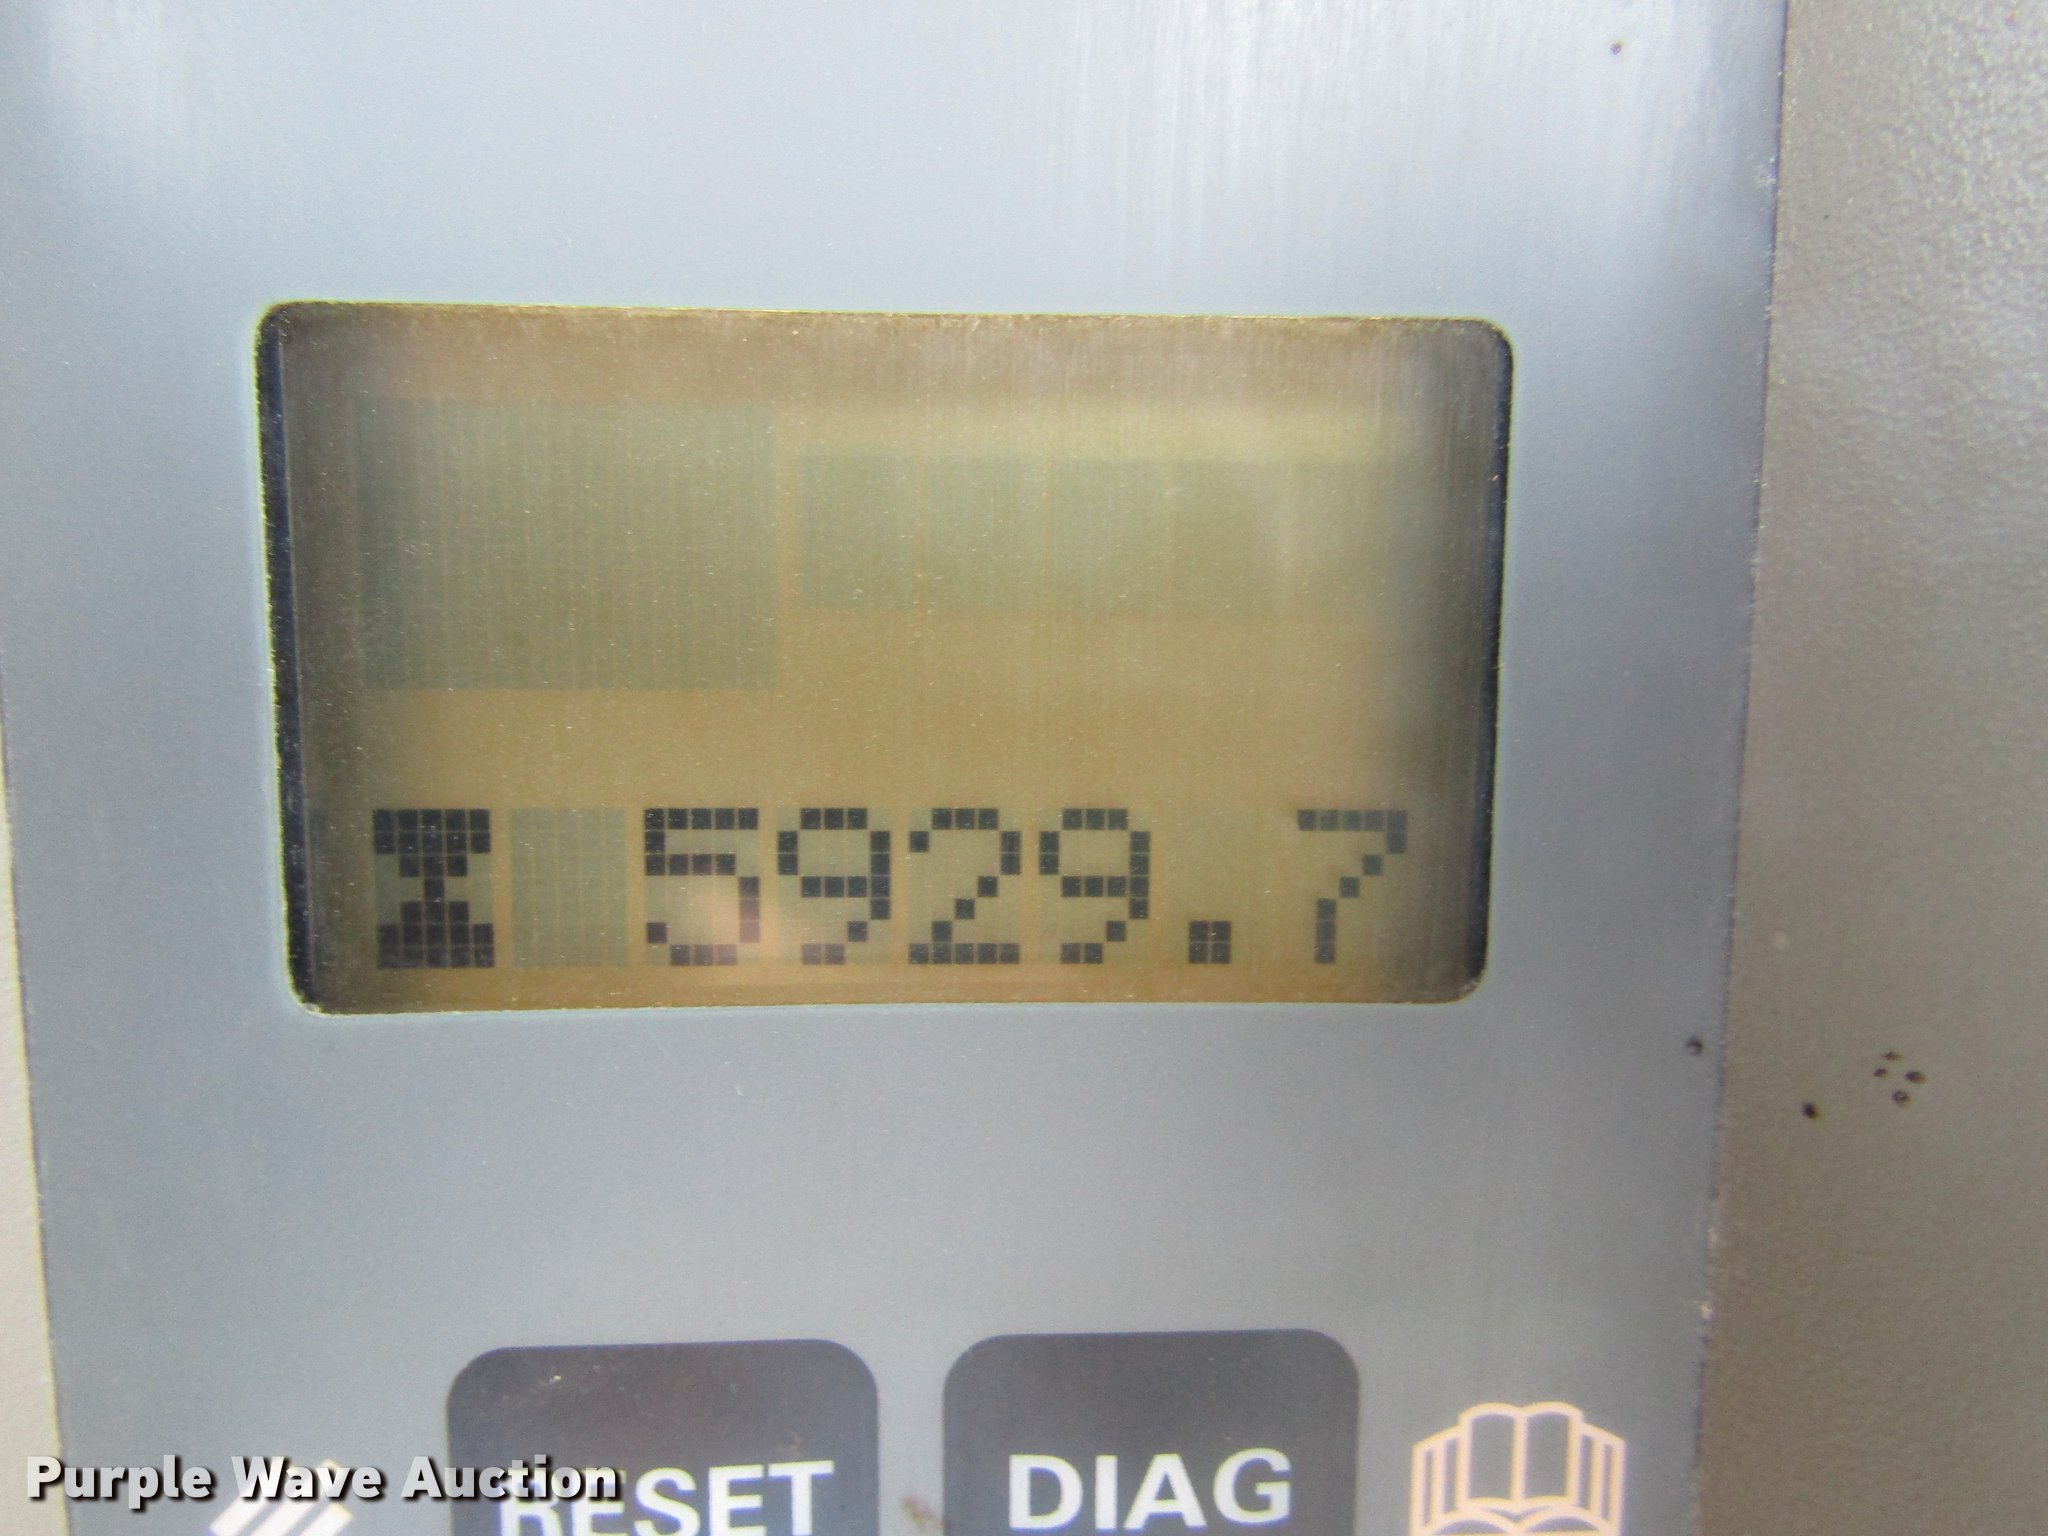 5929.7
RESET
DIAG
Purple Wave Auction